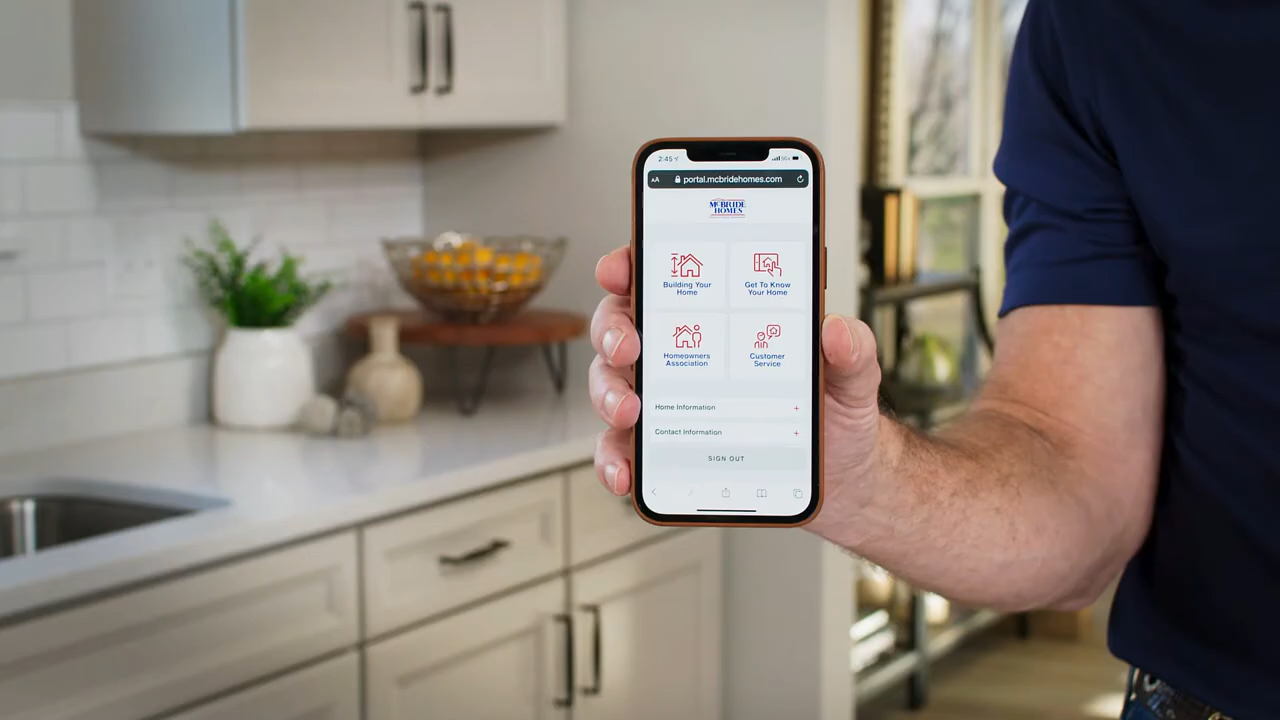 2:45
AA portal.mcbridehomes.com
McBRIDE
HOMES
Building Your
Home
Get To Know
Your Home
Homeowners
Association
Customer
Service
Home Information +
Contact Information +
SIGN OUT